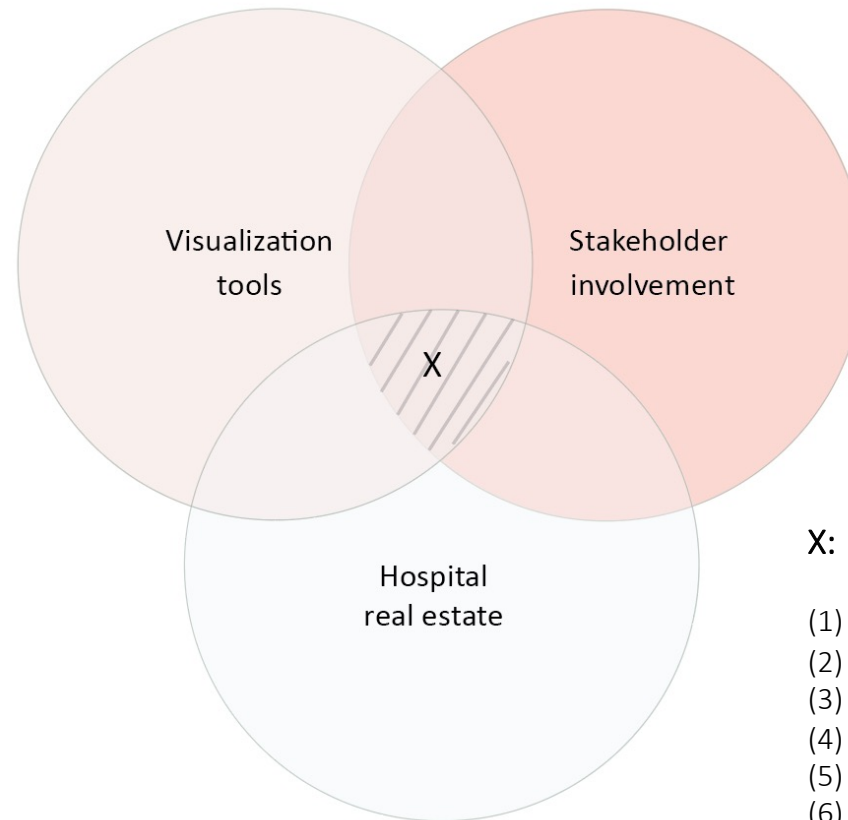 Visualization
tools
Stakeholder
involvement
X
Hospital
real estate
X:
(1)
(2)
(3)
(4)
(5)
(6)